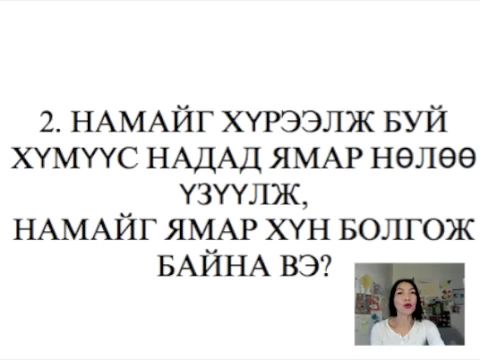 2. НАМАЙГ ХҮРЭЭЛЖ БУЙ
ХҮМҮҮС НАДАД ЯМАР НӨЛӨӨ
ҮЗҮҮЛЖ,
НАМАЙГ ЯМАР ХҮН БОЛГОЖ
БАЙНА ВЭ?